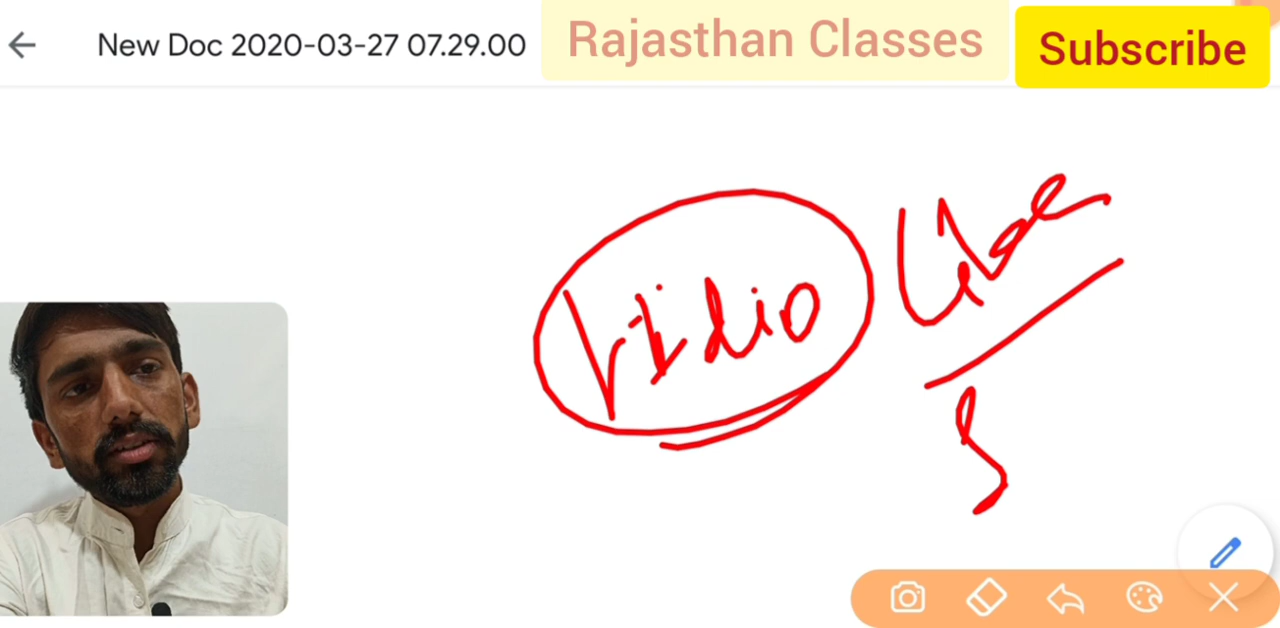 New Doc 2020-03-27 07.29.00
Rajasthan Classes
Subscribe
Vidio